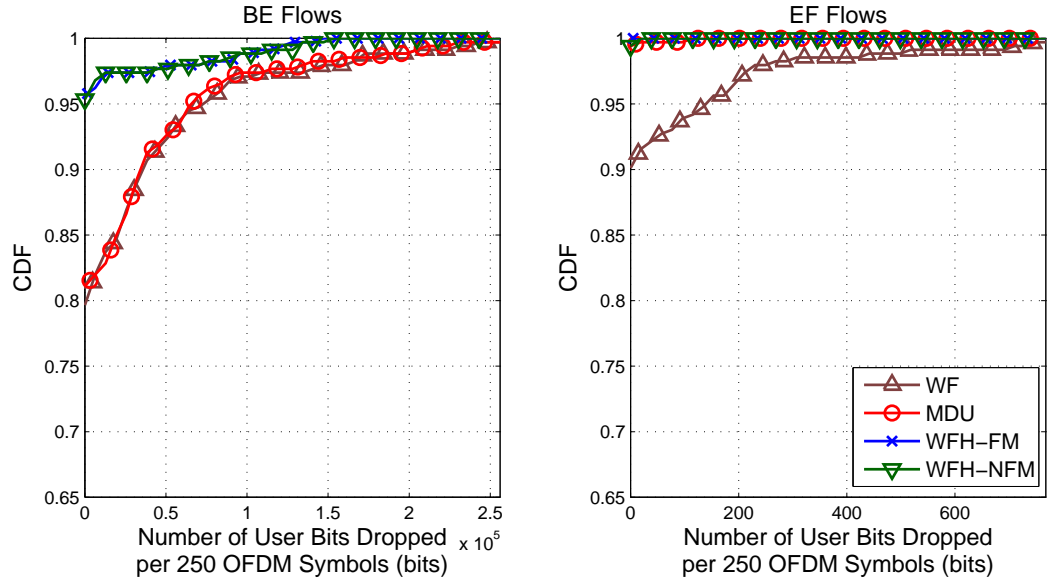 BE Flows
1
0.95
0.9
0.85
0.8
0.75
0.7
0.65
CDF
0
0.5
1
1.5
2
2.5
x 10^5
Number of User Bits Dropped
per 250 OFDM Symbols (bits)
EF Flows
1
0.95
0.9
0.85
0.8
0.75
0.7
0.65
CDF
0
200
400
600
Number of User Bits Dropped
per 250 OFDM Symbols (bits)
WF
MDU
WFH−FM
WFH−NFM